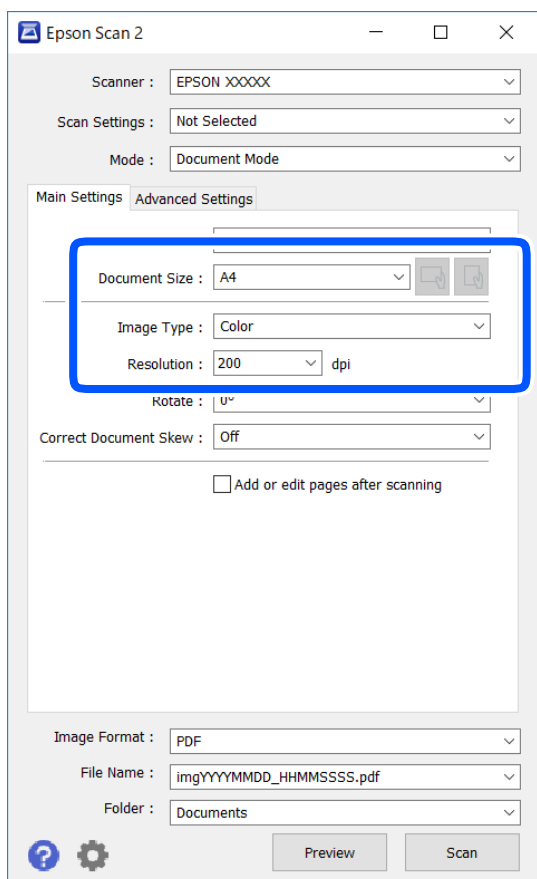 Epson Scan 2
Scanner : EPSON XXXXX
Scan Settings : Not Selected
Mode : Document Mode
Main Settings Advanced Settings
Document Size : A4
Image Type : Color
Resolution : 200 dpi
Rotate : 0°
Correct Document Skew : Off
Add or edit pages after scanning
Image Format : PDF
File Name : imgYYYYMMDD_HHMMSSSS.pdf
Folder : Documents
? Preview Scan